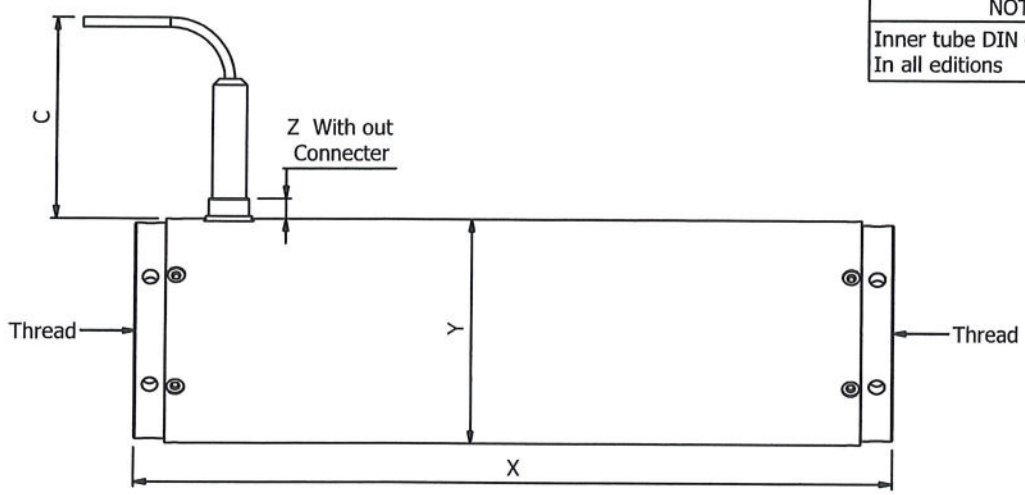 NOT
Inner tube DIN
In all editions
C
Z With out
Connecter
Thread
Y
Thread
X